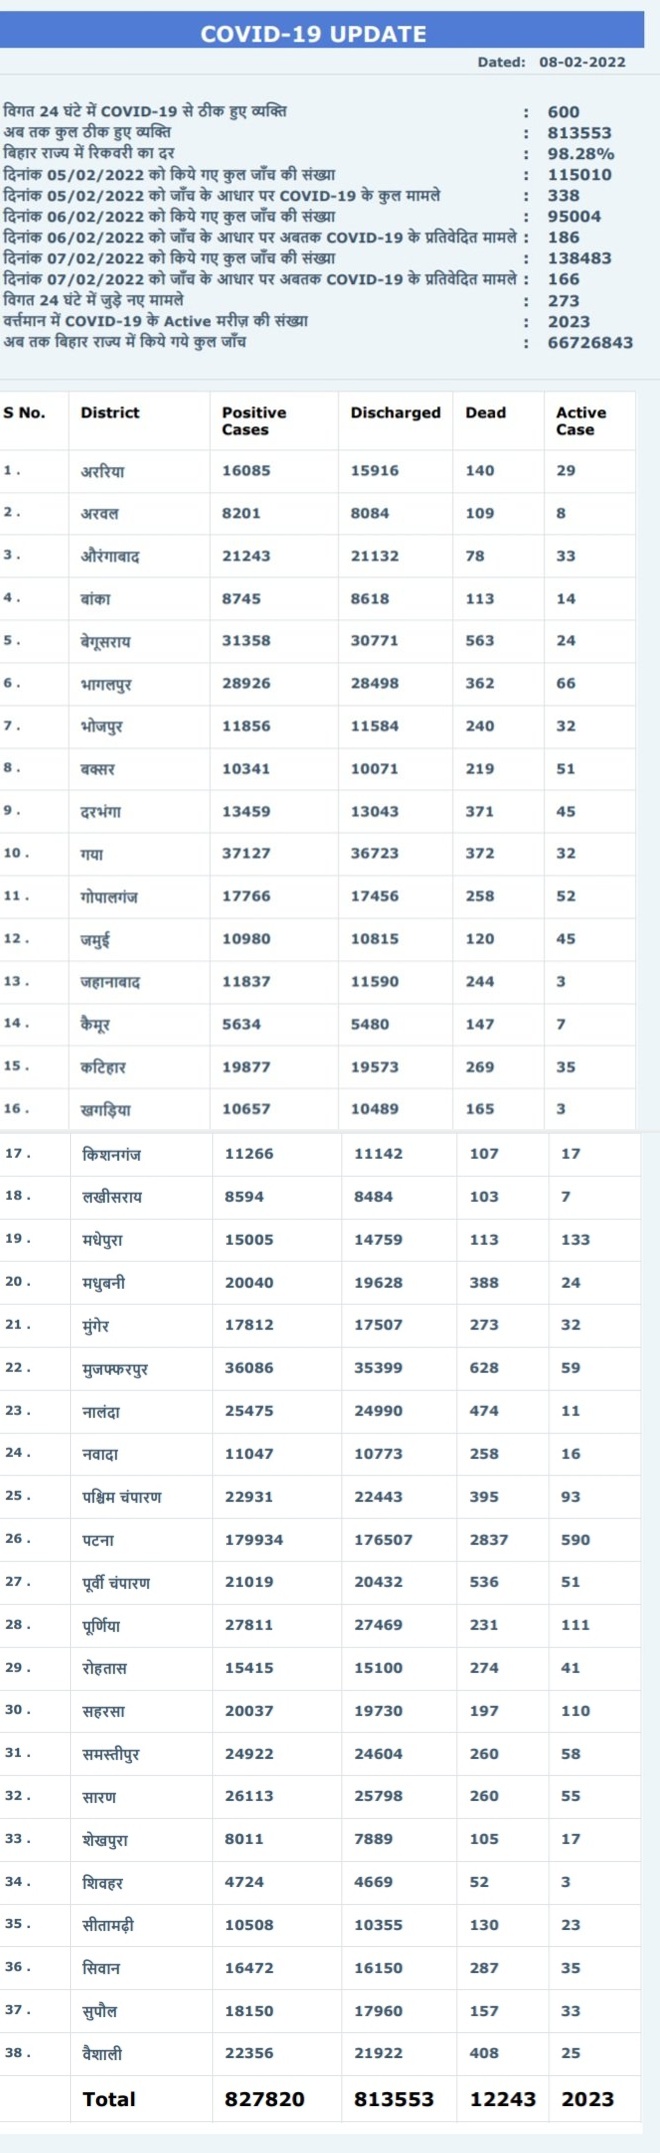 COVID-19 UPDATE
Dated: 08-02-2022
विगत 24 घंटे में COVID-19 से ठीक हुए व्यक्ति : 600
अब तक कुल ठीक हुए व्यक्ति : 813553
बिहार राज्य में रिकवरी का दर : 98.28%
दिनांक 05/02/2022 को किये गए कुल जाँच की संख्या : 115010
दिनांक 05/02/2022 को जाँच के आधार पर COVID-19 के कुल मामले : 338
दिनांक 06/02/2022 को किये गए कुल जाँच की संख्या : 95004
दिनांक 06/02/2022 को जाँच के आधार पर अबतक COVID-19 के प्रतिवेदित मामले : 186
दिनांक 07/02/2022 को किये गए कुल जाँच की संख्या : 138483
दिनांक 07/02/2022 को जाँच के आधार पर अबतक COVID-19 के प्रतिवेदित मामले : 166
विगत 24 घंटे में जुड़े नए मामले : 273
वर्त्तमान में COVID-19 के Active मरीज़ की संख्या : 2023
अब तक बिहार राज्य में किये गये कुल जाँच : 66726843
S No. District Positive Cases Discharged Dead Active Case
1 . अररिया 16085 15916 140 29
2 . अरवल 8201 8084 109 8
3 . औरंगाबाद 21243 21132 78 33
4 . बांका 8745 8618 113 14
5 . बेगूसराय 31358 30771 563 24
6 . भागलपुर 28926 28498 362 66
7 . भोजपुर 11856 11584 240 32
8 . बक्सर 10341 10071 219 51
9 . दरभंगा 13459 13043 371 45
10 . गया 37127 36723 372 32
11 . गोपालगंज 17766 17456 258 52
12 . जमुई 10980 10815 120 45
13 . जहानाबाद 11837 11590 244 3
14 . कैमूर 5634 5480 147 7
15 . कटिहार 19877 19573 269 35
16 . खगड़िया 10657 10489 165 3
17 . किशनगंज 11266 11142 107 17
18 . लखीसराय 8594 8484 103 7
19 . मधेपुरा 15005 14759 113 133
20 . मधुबनी 20040 19628 388 24
21 . मुंगेर 17812 17507 273 32
22 . मुजफ्फरपुर 36086 35399 628 59
23 . नालंदा 25475 24990 474 11
24 . नवादा 11047 10773 258 16
25 . पश्चिम चंपारण 22931 22443 395 93
26 . पटना 179934 176507 2837 590
27 . पूर्वी चंपारण 21019 20432 536 51
28 . पूर्णिया 27811 27469 231 111
29 . रोहतास 15415 15100 274 41
30 . सहरसा 20037 19730 197 110
31 . समस्तीपुर 24922 24604 260 58
32 . सारण 26113 25798 260 55
33 . शेखपुरा 8011 7889 105 17
34 . शिवहर 4724 4669 52 3
35 . सीतामढ़ी 10508 10355 130 23
36 . सिवान 16472 16150 287 35
37 . सुपौल 18150 17960 157 33
38 . वैशाली 22356 21922 408 25
Total 827820 813553 12243 2023